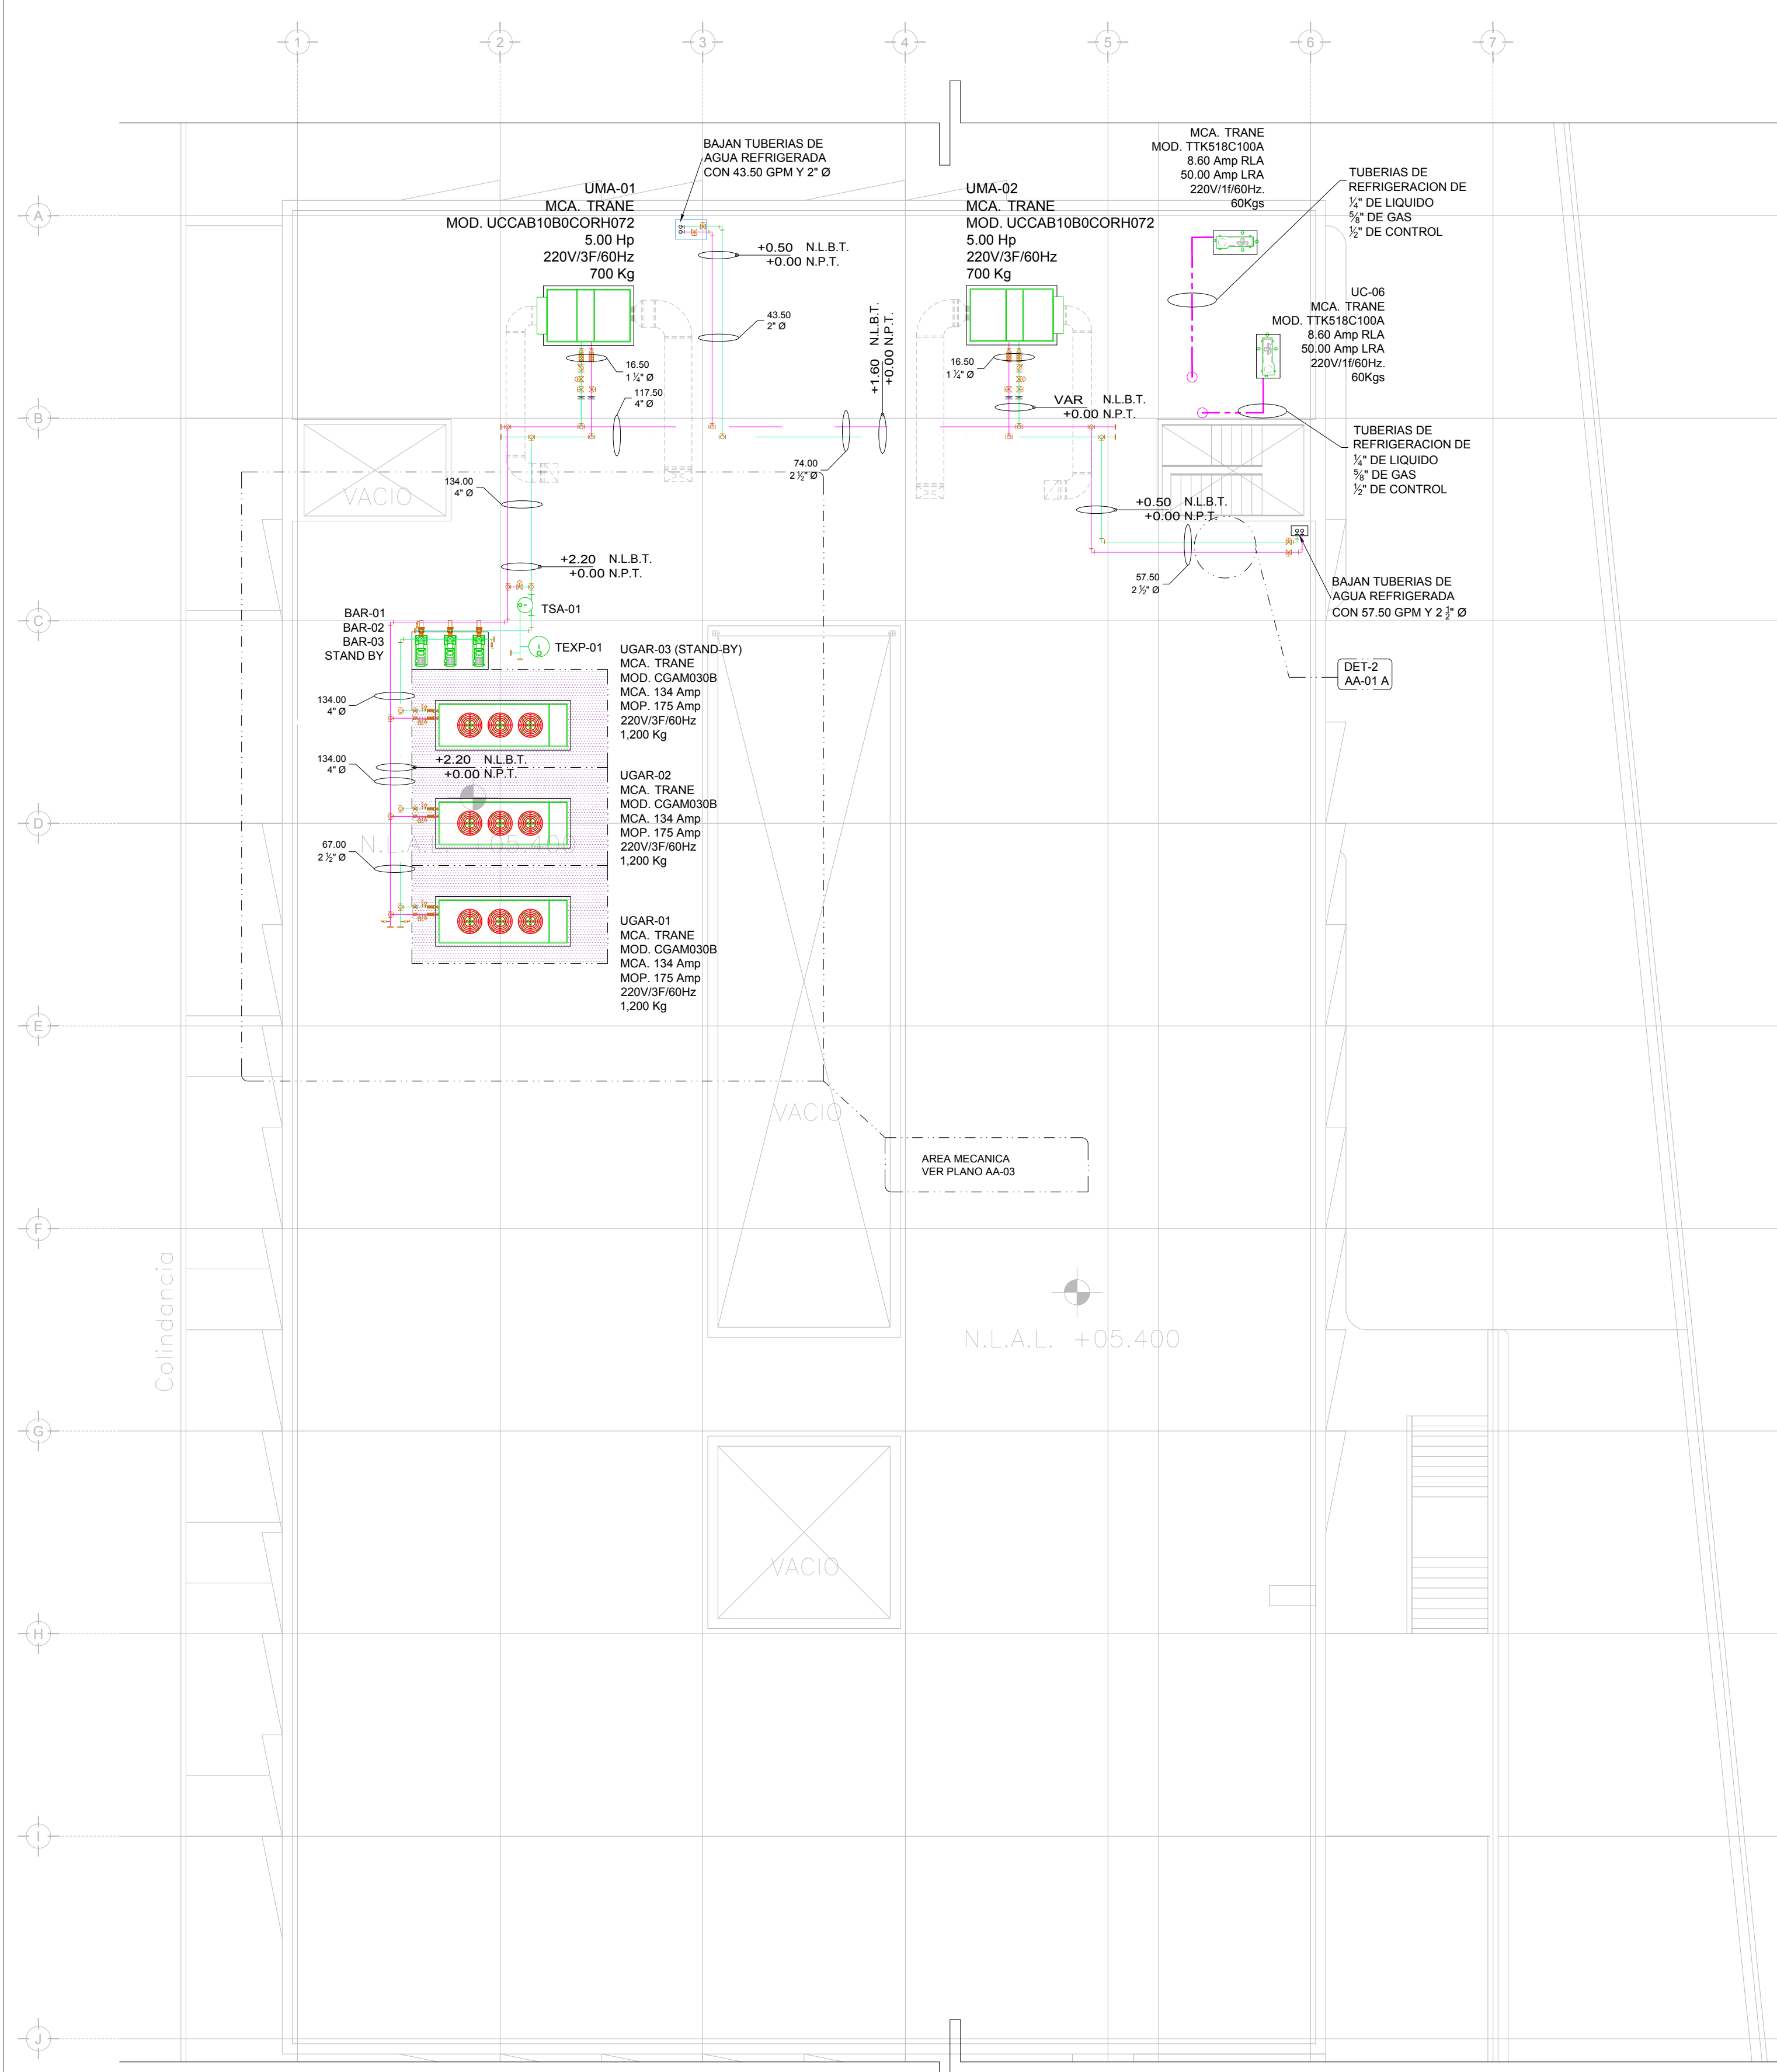 1
2
3
4
5
6
7
A
B
C
D
E
F
G
H
I
J
BAJAN TUBERIAS DE
AGUA REFRIGERADA
CON 43.50 GPM Y 2" Ø
UMA-01
MCA. TRANE
MOD. UCCAB10B0CORH072
5.00 Hp
220V/3F/60Hz
700 Kg
+0.50 N.L.B.T.
+0.00 N.P.T.
43.50
2" Ø
16.50
1 ¼" Ø
117.50
4" Ø
UMA-02
MCA. TRANE
MOD. UCCAB10B0CORH072
5.00 Hp
220V/3F/60Hz
700 Kg
+1.60 N.L.B.T.
+0.00 N.P.T.
16.50
1 ¼" Ø
VAR N.L.B.T.
+0.00 N.P.T.
74.00
2 ½" Ø
MCA. TRANE
MOD. TTK518C100A
8.60 Amp RLA
50.00 Amp LRA
220V/1f/60Hz.
60Kgs
TUBERIAS DE
REFRIGERACION DE
¼" DE LIQUIDO
⅝" DE GAS
½" DE CONTROL
UC-06
MCA. TRANE
MOD. TTK518C100A
8.60 Amp RLA
50.00 Amp LRA
220V/1f/60Hz.
60Kgs
TUBERIAS DE
REFRIGERACION DE
¼" DE LIQUIDO
⅝" DE GAS
½" DE CONTROL
VACIO
134.00
4" Ø
+2.20 N.L.B.T.
+0.00 N.P.T.
+0.50 N.L.B.T.
+0.00 N.P.T.
57.50
2 ½" Ø
BAJAN TUBERIAS DE
AGUA REFRIGERADA
CON 57.50 GPM Y 2 ½" Ø
DET-2
AA-01 A
BAR-01
BAR-02
BAR-03
STAND BY
TSA-01
TEXP-01
UGAR-03 (STAND-BY)
MCA. TRANE
MOD. CGAM030B
MCA. 134 Amp
MOP. 175 Amp
220V/3F/60Hz
1,200 Kg
134.00
4" Ø
134.00
4" Ø
+2.20 N.L.B.T.
+0.00 N.P.T.
UGAR-02
MCA. TRANE
MOD. CGAM030B
MCA. 134 Amp
MOP. 175 Amp
220V/3F/60Hz
1,200 Kg
67.00
2 ½" Ø
N.L.A.L. +05.400
UGAR-01
MCA. TRANE
MOD. CGAM030B
MCA. 134 Amp
MOP. 175 Amp
220V/3F/60Hz
1,200 Kg
VACIO
AREA MECANICA
VER PLANO AA-03
Colindancia
N.L.A.L. +05.400
VACIO